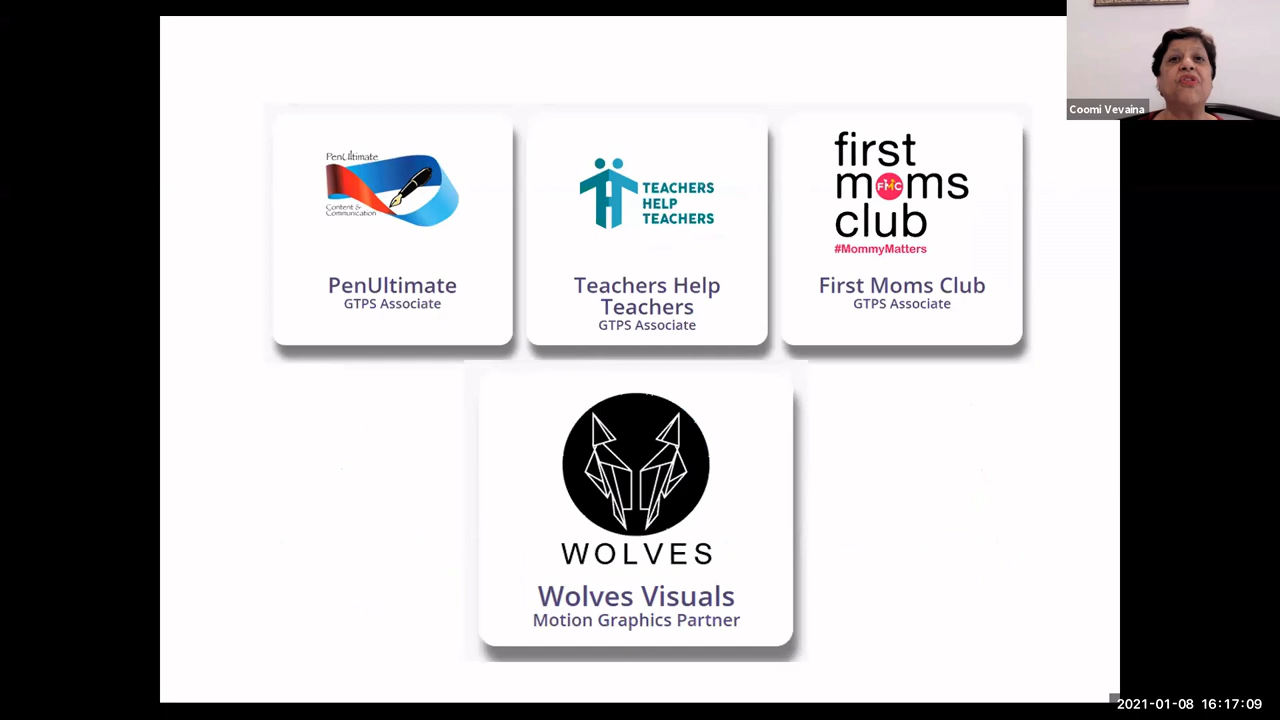 Coomi Vevaina
PenUltimate
Content &
Communication
PenUltimate
GTPS Associate
TEACHERS
HELP
TEACHERS
Teachers Help
Teachers
GTPS Associate
first
moms
FMC
club
#MommyMatters
First Moms Club
GTPS Associate
WOLVES
Wolves Visuals
Motion Graphics Partner
2021-01-08 16:17:09